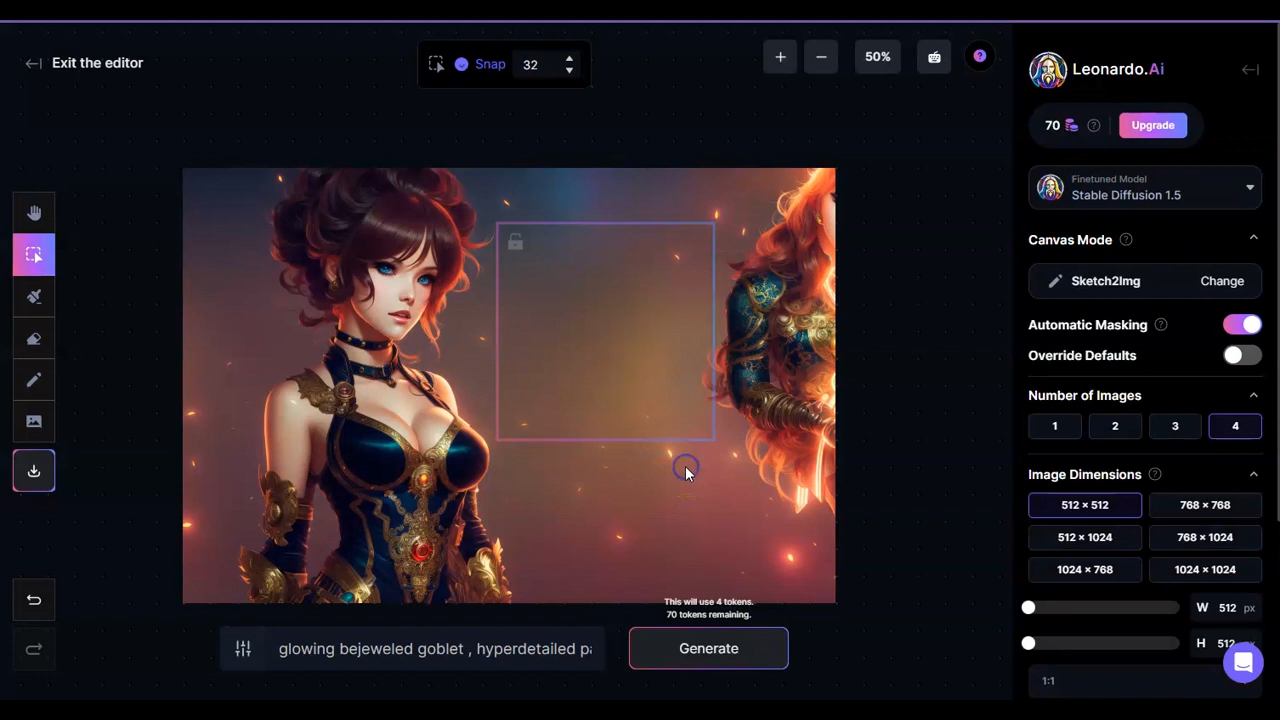 Exit the editor
Snap
32
50%
Leonardo.Ai
70
Upgrade
Finetuned Model
Stable Diffusion 1.5
Canvas Mode
Sketch2Img
Change
Automatic Masking
Override Defaults
Number of Images
1 2 3 4
Image Dimensions
512 × 512
768 × 768
512 × 1024
768 × 1024
1024 × 768
1024 × 1024
W 512 px
H 512
1:1
This will use 4 tokens.
70 tokens remaining.
glowing bejeweled goblet , hyperdetailed
Generate